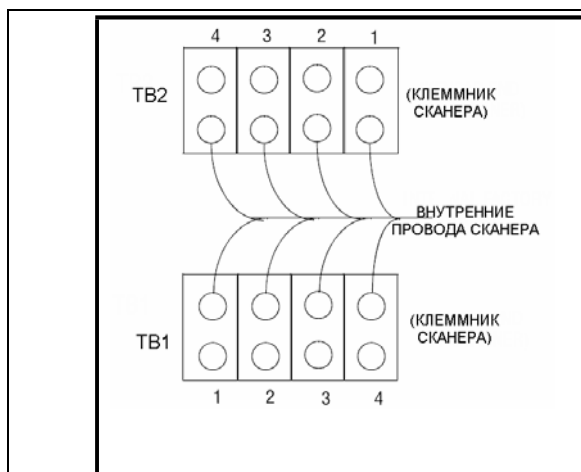 4 3 2 1
TB2
(КЛЕММНИК
СКАНЕРА)
ВНУТРЕННИЕ
ПРОВОДА СКАНЕРА
TB1
(КЛЕММНИК
СКАНЕРА)
1 2 3 4